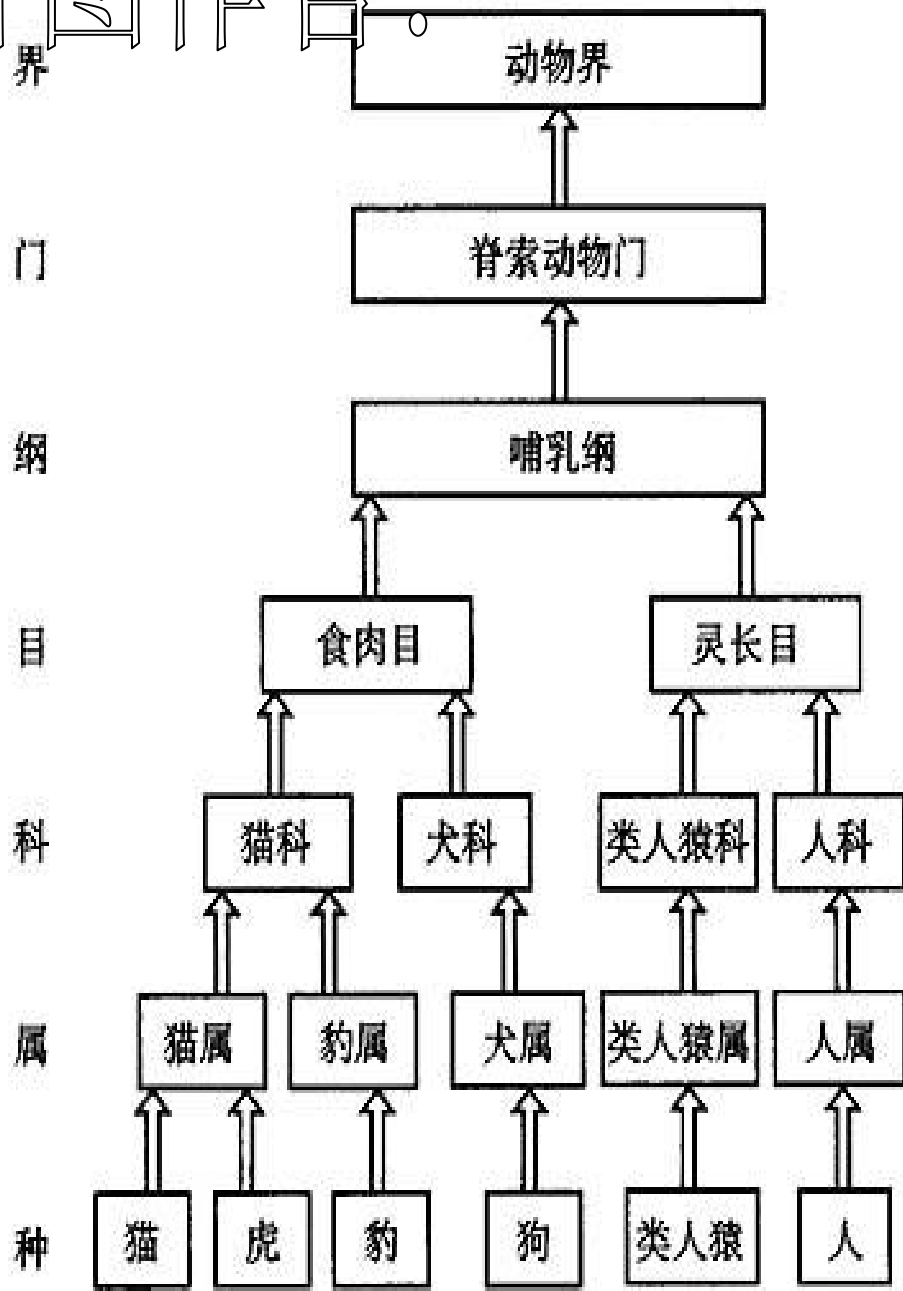 界 动物界
门 脊索动物门
纲 哺乳纲
目 食肉目 灵长目
科 猫科 犬科 类人猿科 人科
属 猫属 豹属 犬属 类人猿属 人属
种 猫 虎 豹 狗 类人猿 人